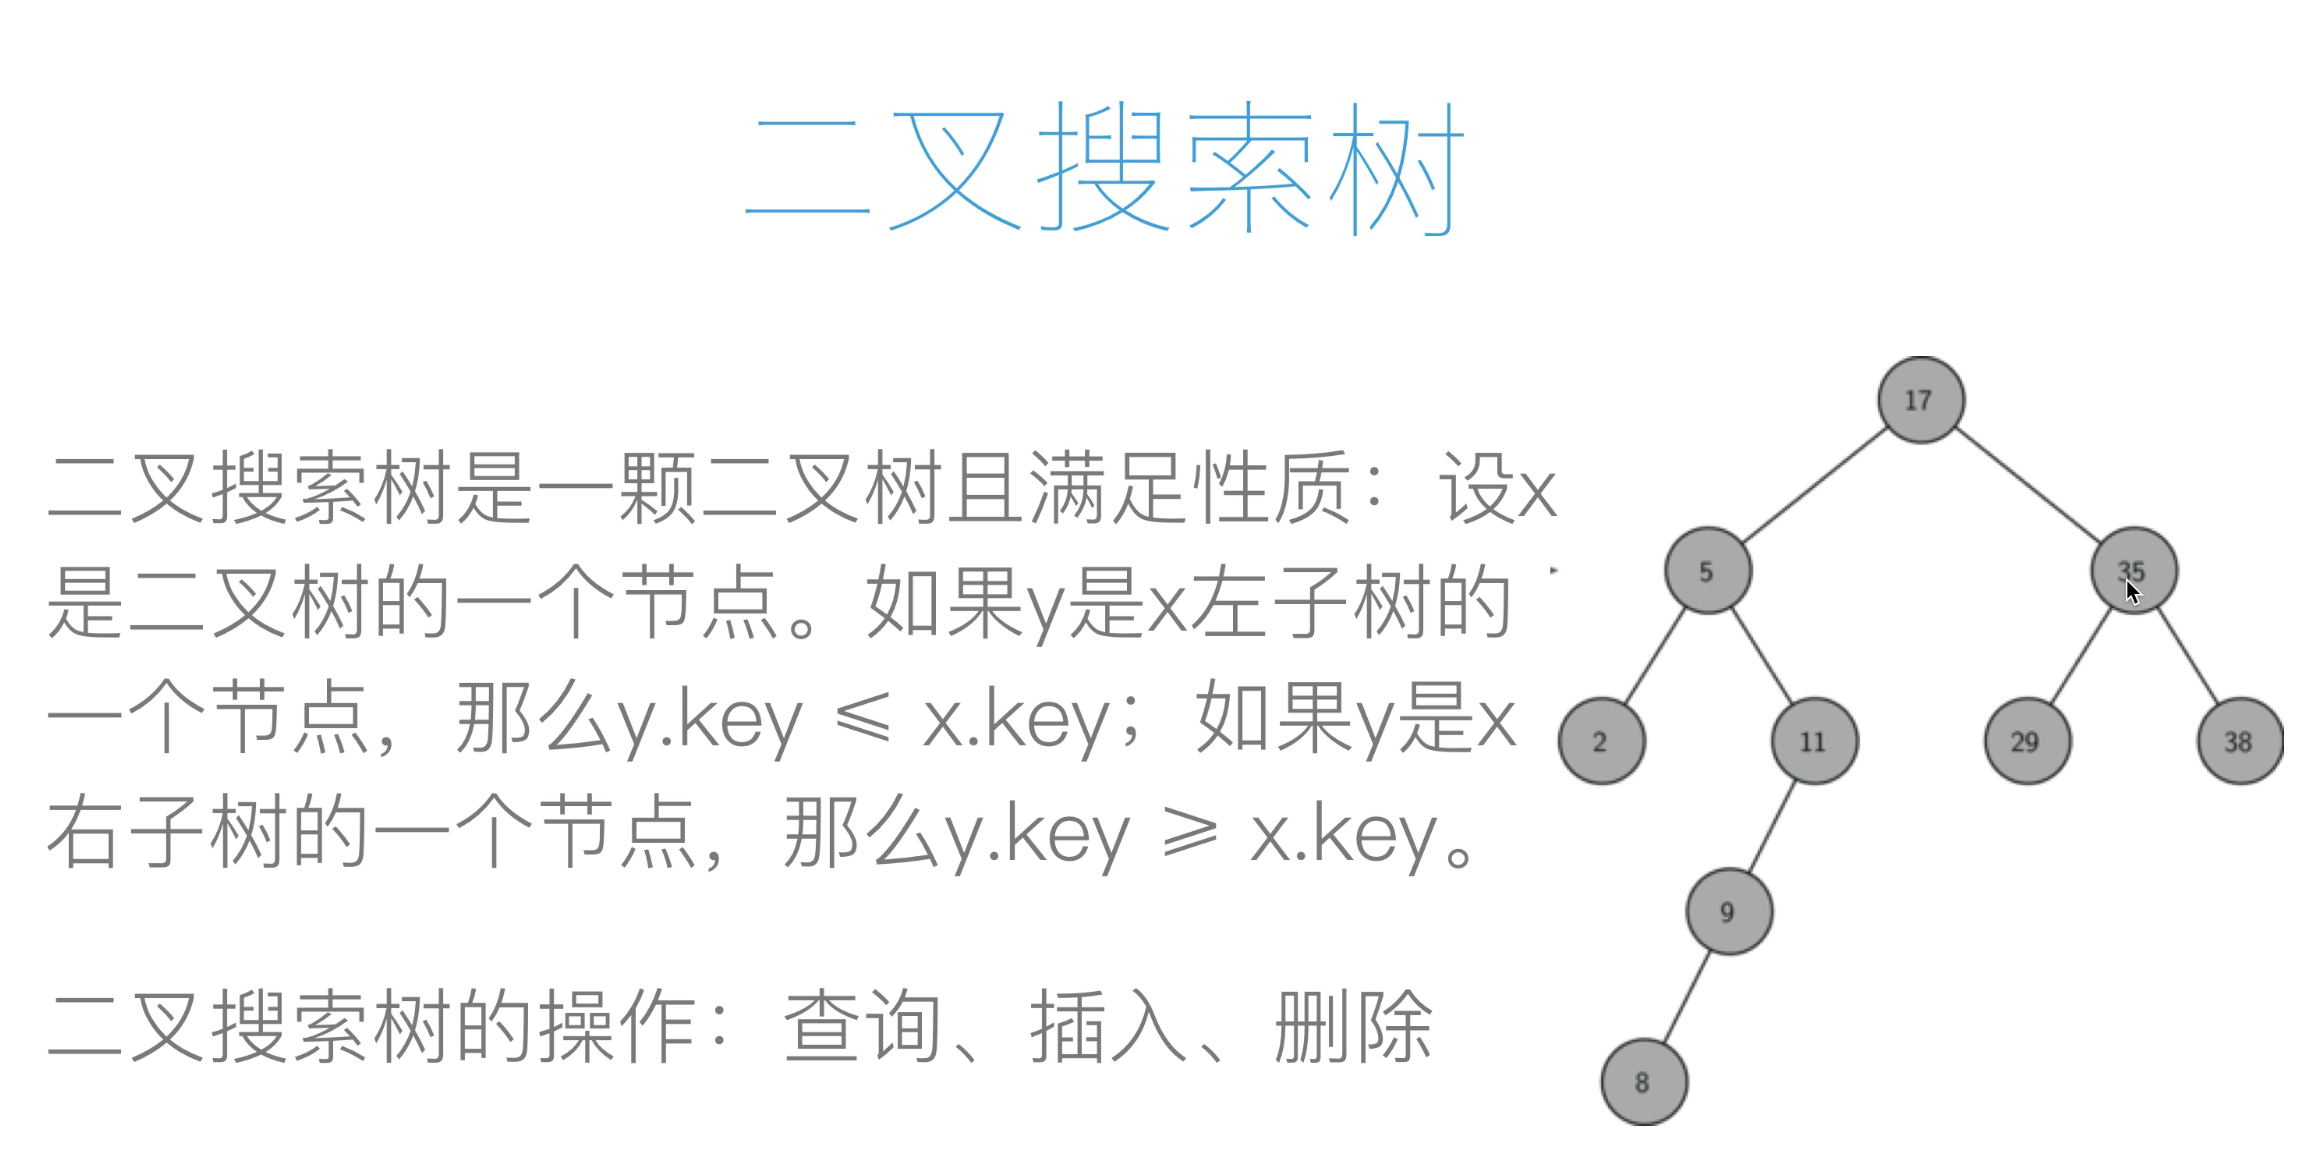 二叉搜索树
二叉搜索树是一颗二叉树且满足性质：设x
是二叉树的一个节点。如果y是x左子树的
一个节点，那么y.key ⩽ x.key；如果y是x
右子树的一个节点，那么y.key ⩾ x.key。
二叉搜索树的操作：查询、插入、删除
17
5
35
2
11
29
38
9
8